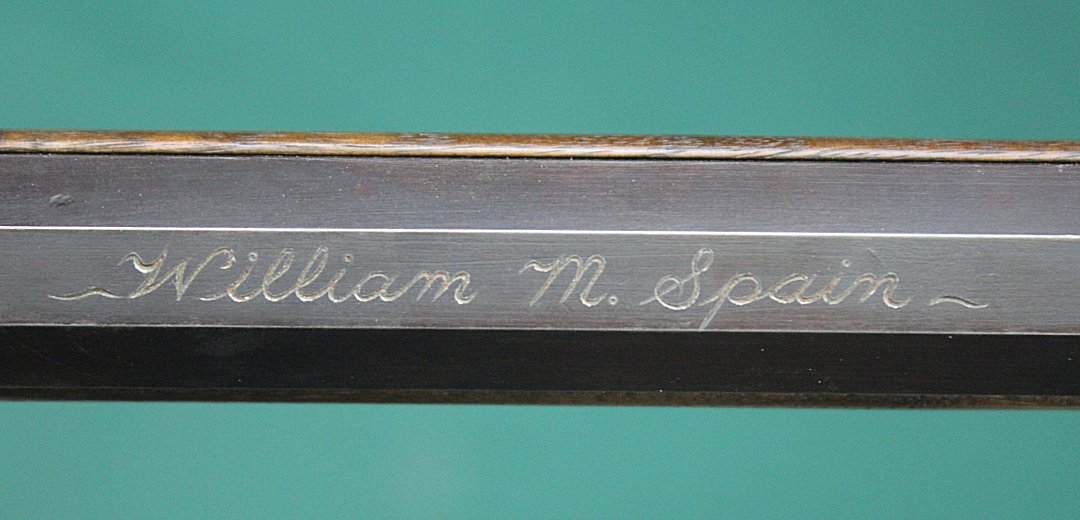 ~ William M. Spain ~